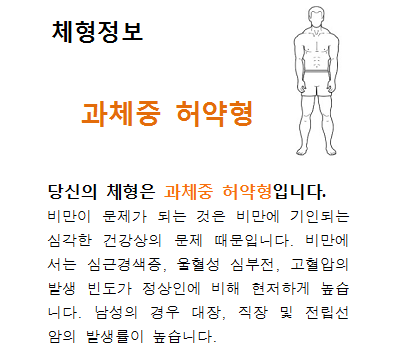 체형정보
과체중 허약형
당신의 체형은 과체중 허약형입니다.
비만이 문제가 되는 것은 비만에 기인되는
심각한 건강상의 문제 때문입니다. 비만에
서는 심근경색증, 울혈성 심부전, 고혈압의
발생 빈도가 정상인에 비해 현저하게 높습
니다. 남성의 경우 대장, 직장 및 전립선
암의 발생률이 높습니다.